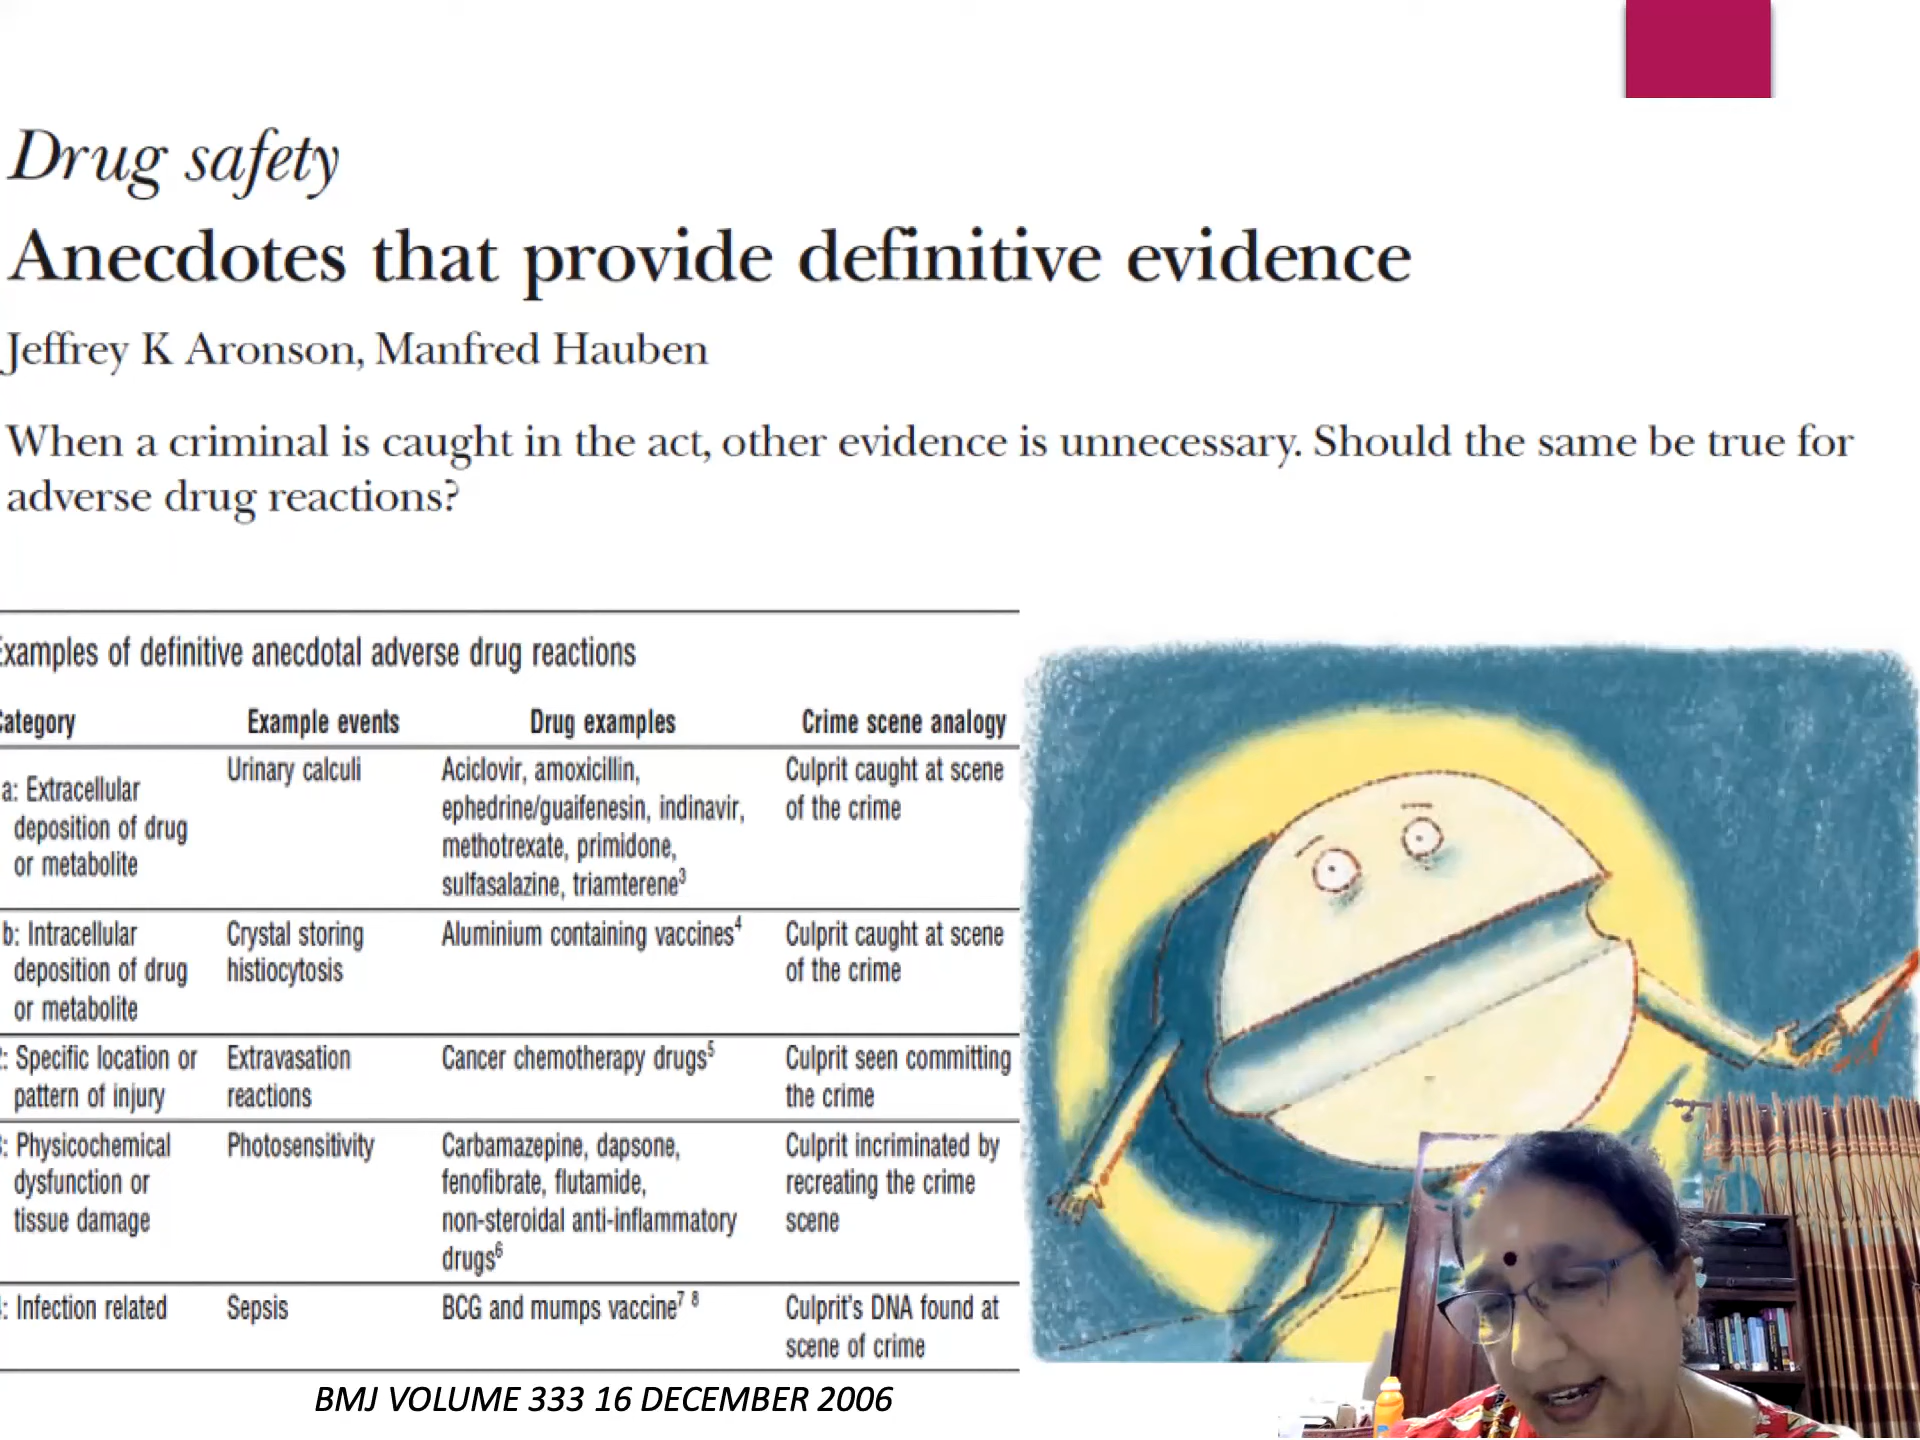 Drug safety
Anecdotes that provide definitive evidence
Jeffrey K Aronson, Manfred Hauben
When a criminal is caught in the act, other evidence is unnecessary. Should the same be true for
adverse drug reactions?
Examples of definitive anecdotal adverse drug reactions
Category Example events Drug examples Crime scene analogy
a: Extracellular
deposition of drug
or metabolite
Urinary calculi
Aciclovir, amoxicillin,
ephedrine/guaifenesin, indinavir,
methotrexate, primidone,
sulfasalazine, triamterene3
Culprit caught at scene
of the crime
b: Intracellular
deposition of drug
or metabolite
Crystal storing
histiocytosis
Aluminium containing vaccines4
Culprit caught at scene
of the crime
2: Specific location or
pattern of injury
Extravasation
reactions
Cancer chemotherapy drugs5
Culprit seen committing
the crime
3: Physicochemical
dysfunction or
tissue damage
Photosensitivity
Carbamazepine, dapsone,
fenofibrate, flutamide,
non-steroidal anti-inflammatory
drugs6
Culprit incriminated by
recreating the crime
scene
4: Infection related
Sepsis
BCG and mumps vaccine7 8
Culprit's DNA found at
scene of crime
BMJ VOLUME 333 16 DECEMBER 2006